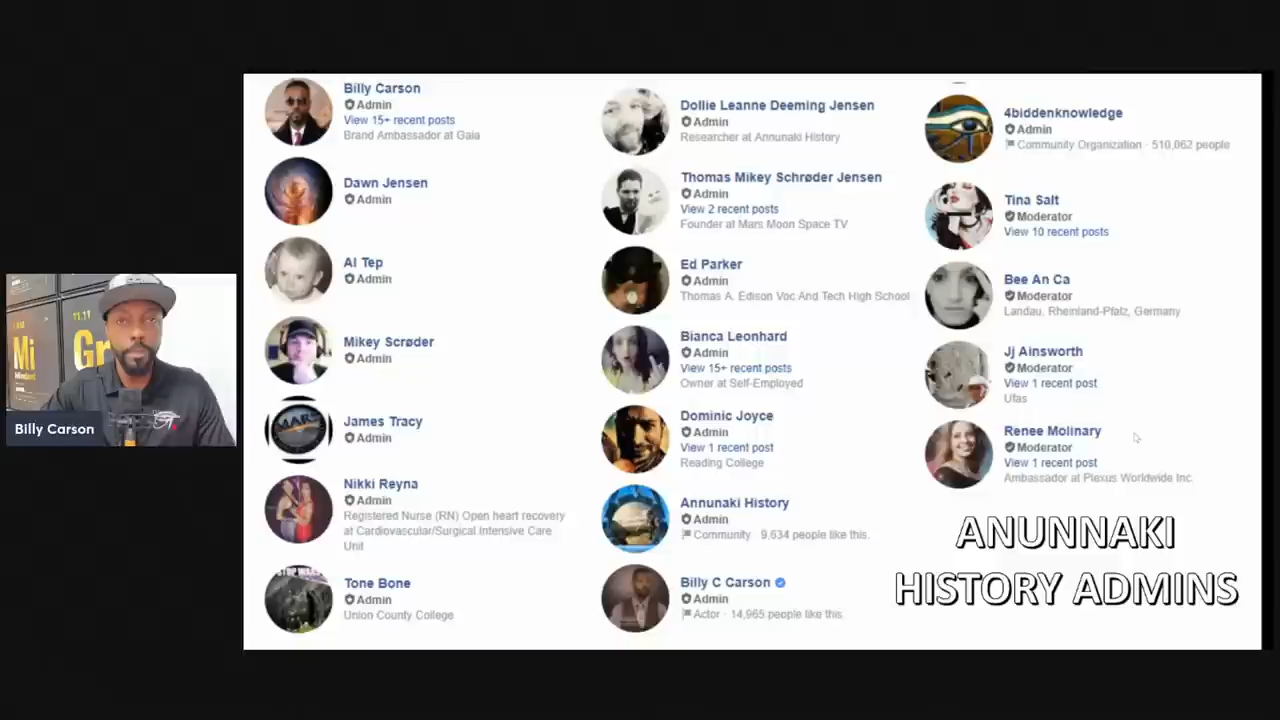 Billy Carson
Admin
View 15+ recent posts
Brand Ambassador at Gaia
Dawn Jensen
Admin
Al Tep
Admin
Mikey Scrøder
Admin
James Tracy
Admin
Nikki Reyna
Admin
Registered Nurse (RN) Open heart recovery
at Cardiovascular/Surgical Intensive Care
Unit
Tone Bone
Admin
Union County College
Dollie Leanne Deeming Jensen
Admin
Researcher at Annunaki History
Thomas Mikey Schrøder Jensen
Admin
View 2 recent posts
Founder at Mars Moon Space TV
Ed Parker
Admin
Thomas A. Edison Voc And Tech High School
Bianca Leonhard
Admin
View 15+ recent posts
Owner at Self-Employed
Dominic Joyce
Admin
View 1 recent post
Reading College
Annunaki History
Admin
Community · 9,634 people like this.
Billy C Carson
Admin
Actor · 14,965 people like this.
4biddenknowledge
Admin
Community Organization · 510,062 people
Tina Salt
Moderator
View 10 recent posts
Bee An Ca
Moderator
Landau, Rheinland-Pfalz, Germany
Jj Ainsworth
Moderator
View 1 recent post
Ufas
Renee Molinary
Moderator
View 1 recent post
Ambassador at Plexus Worldwide Inc.
ANUNNAKI
HISTORY ADMINS
Mi
Gr
11.11
MARS
Billy Carson